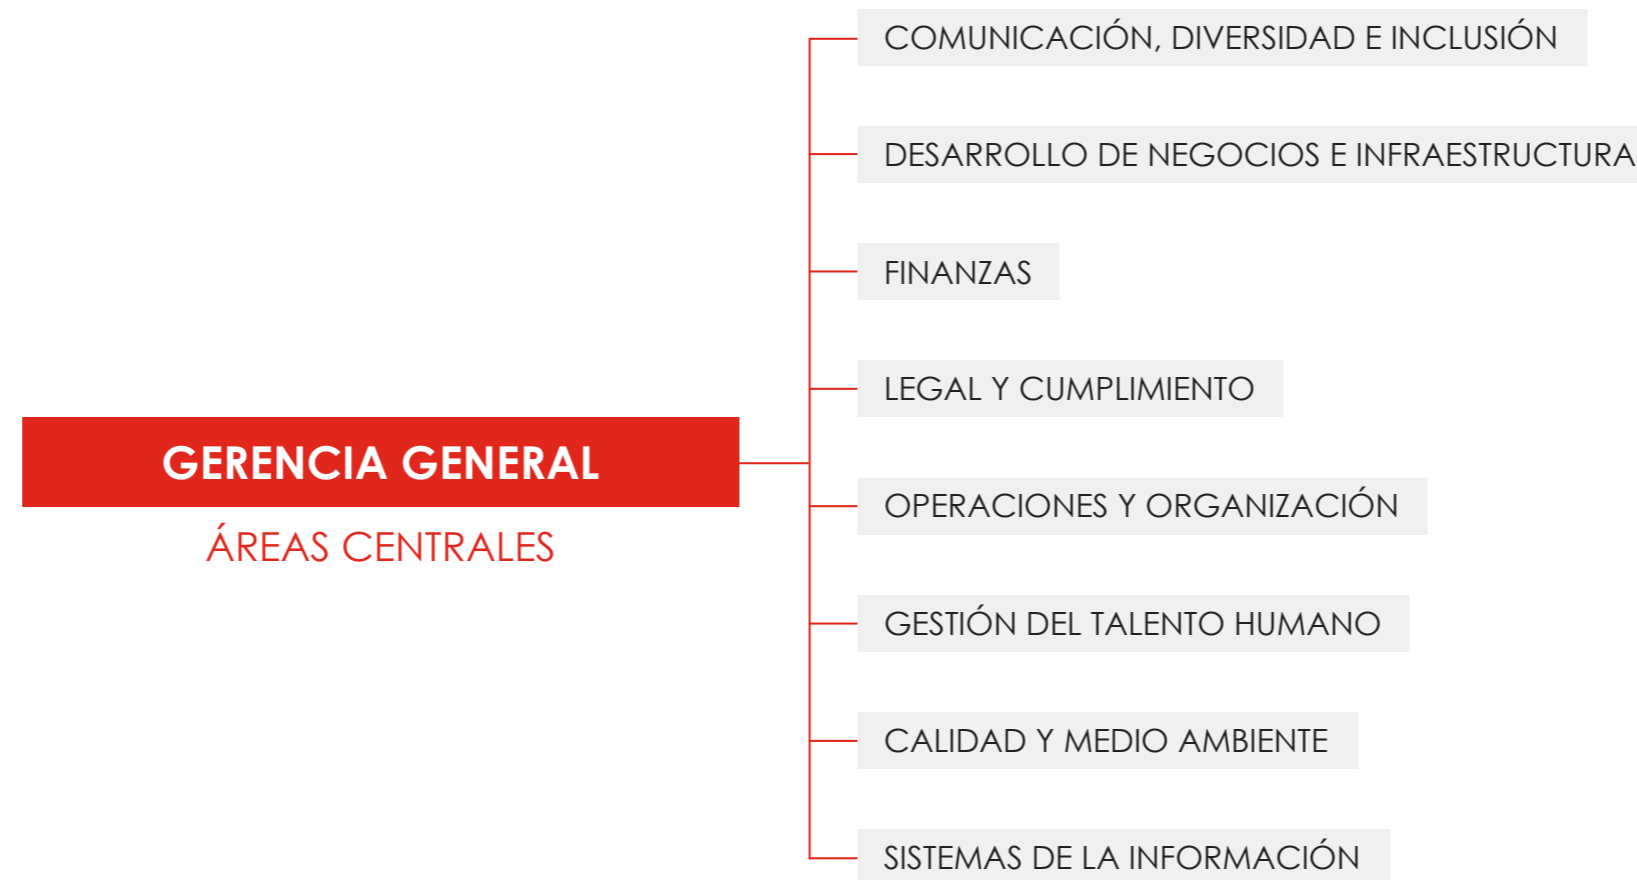 COMUNICACIÓN, DIVERSIDAD E INCLUSIÓN
DESARROLLO DE NEGOCIOS E INFRAESTRUCTURA
FINANZAS
LEGAL Y CUMPLIMIENTO
GERENCIA GENERAL
ÁREAS CENTRALES
OPERACIONES Y ORGANIZACIÓN
GESTIÓN DEL TALENTO HUMANO
CALIDAD Y MEDIO AMBIENTE
SISTEMAS DE LA INFORMACIÓN